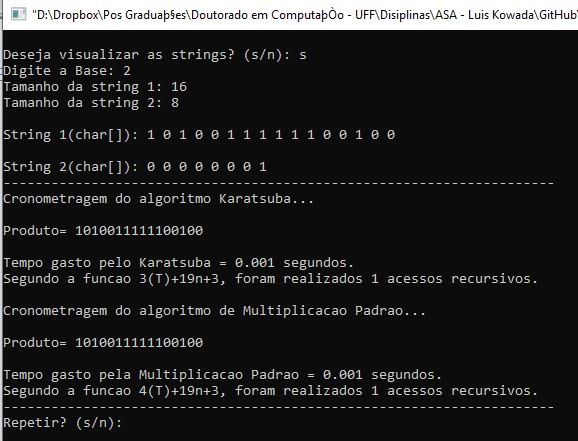 "D:\Dropbox\Pos Graduaþ§es\Doutorado em ComputaþÒo - UFF\Disiplinas\ASA - Luis Kowada\GitHub\
Deseja visualizar as strings? (s/n): s
Digite a Base: 2
Tamanho da string 1: 16
Tamanho da string 2: 8
String 1(char[]): 1 0 1 0 0 1 1 1 1 1 1 0 0 1 0 0
String 2(char[]): 0 0 0 0 0 0 0 1
---------------------------------------------------------------------
Cronometragem do algoritmo Karatsuba...
Produto= 1010011111100100
Tempo gasto pelo Karatsuba = 0.001 segundos.
Segundo a funcao 3(T)+19n+3, foram realizados 1 acessos recursivos.
Cronometragem do algoritmo de Multiplicacao Padrao...
Produto= 1010011111100100
Tempo gasto pela Multiplicacao Padrao = 0.001 segundos.
Segundo a funcao 4(T)+19n+3, foram realizados 1 acessos recursivos.
---------------------------------------------------------------------
Repetir? (s/n):